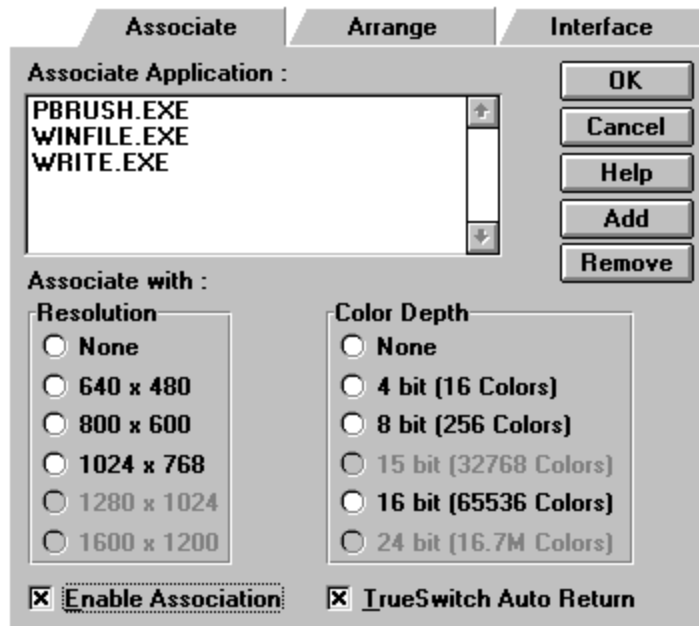 Associate
Arrange
Interface
Associate Application :
PBRUSH.EXE
WINFILE.EXE
WRITE.EXE
OK
Cancel
Help
Add
Remove
Associate with :
Resolution
None
640 x 480
800 x 600
1024 x 768
1280 x 1024
1600 x 1200
Color Depth
None
4 bit (16 Colors)
8 bit (256 Colors)
15 bit (32768 Colors)
16 bit (65536 Colors)
24 bit (16.7M Colors)
Enable Association
TrueSwitch Auto Return